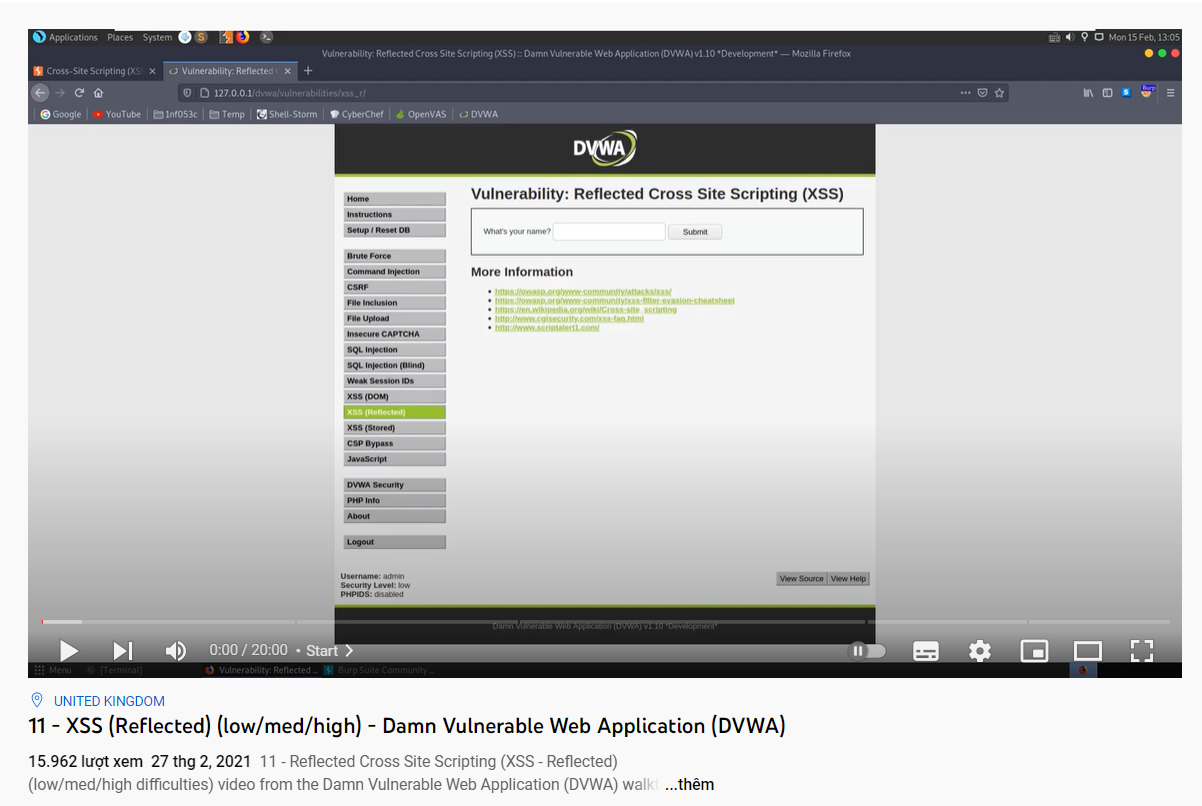 Applications Places System
Mon 15 Feb, 13:05
Vulnerability: Reflected Cross Site Scripting (XSS) :: Damn Vulnerable Web Application (DVWA) v1.10 *Development* — Mozilla Firefox
Cross-Site Scripting (XSS × Vulnerability: Reflected × +
127.0.0.1/dvwa/vulnerabilities/xss_r/
Burp
Google YouTube 1nf053c Temp Shell-Storm CyberChef OpenVAS DVWA
DVWA
Vulnerability: Reflected Cross Site Scripting (XSS)
What's your name? Submit
More Information
https://owasp.org/www-community/attacks/xss/
https://owasp.org/www-community/xss-filter-evasion-cheatsheet
https://en.wikipedia.org/wiki/Cross-site_scripting
http://www.cgisecurity.com/xss-faq.html
http://www.scriptalert1.com/
Home
Instructions
Setup / Reset DB
Brute Force
Command Injection
CSRF
File Inclusion
File Upload
Insecure CAPTCHA
SQL Injection
SQL Injection (Blind)
Weak Session IDs
XSS (DOM)
XSS (Reflected)
XSS (Stored)
CSP Bypass
JavaScript
DVWA Security
PHP Info
About
Logout
Username: admin
Security Level: low
PHPIDS: disabled
View Source View Help
Damn Vulnerable Web Application (DVWA) v1.10 *Development*
0:00 / 20:00 • Start
Menu [Terminal] Vulnerability: Reflected ... Burp Suite Community ...
UNITED KINGDOM
11 - XSS (Reflected) (low/med/high) - Damn Vulnerable Web Application (DVWA)
15.962 lượt xem 27 thg 2, 2021 11 - Reflected Cross Site Scripting (XSS - Reflected)
(low/med/high difficulties) video from the Damn Vulnerable Web Application (DVWA) walk ...thêm